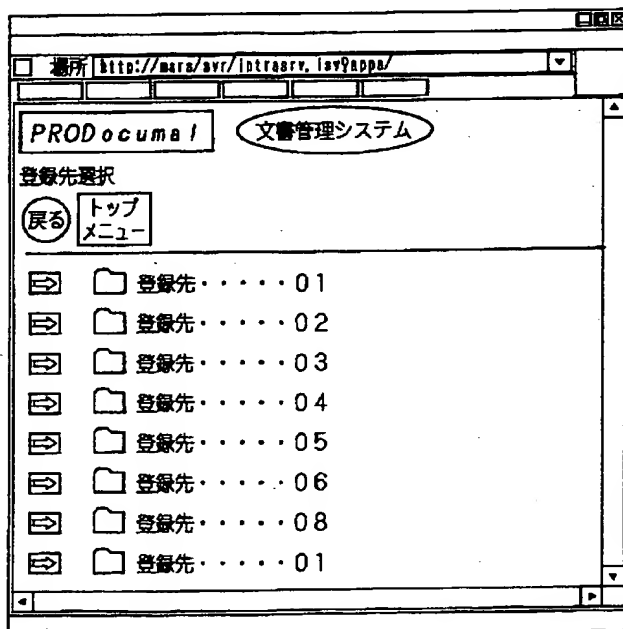 場所 http://mars/svr/intrasrv.isv?appa/
PRODocumal 文書管理システム
登録先選択
戻る トップ
メニュー
登録先・・・・・01
登録先・・・・・02
登録先・・・・・03
登録先・・・・・04
登録先・・・・・05
登録先・・・・・06
登録先・・・・・08
登録先・・・・・01